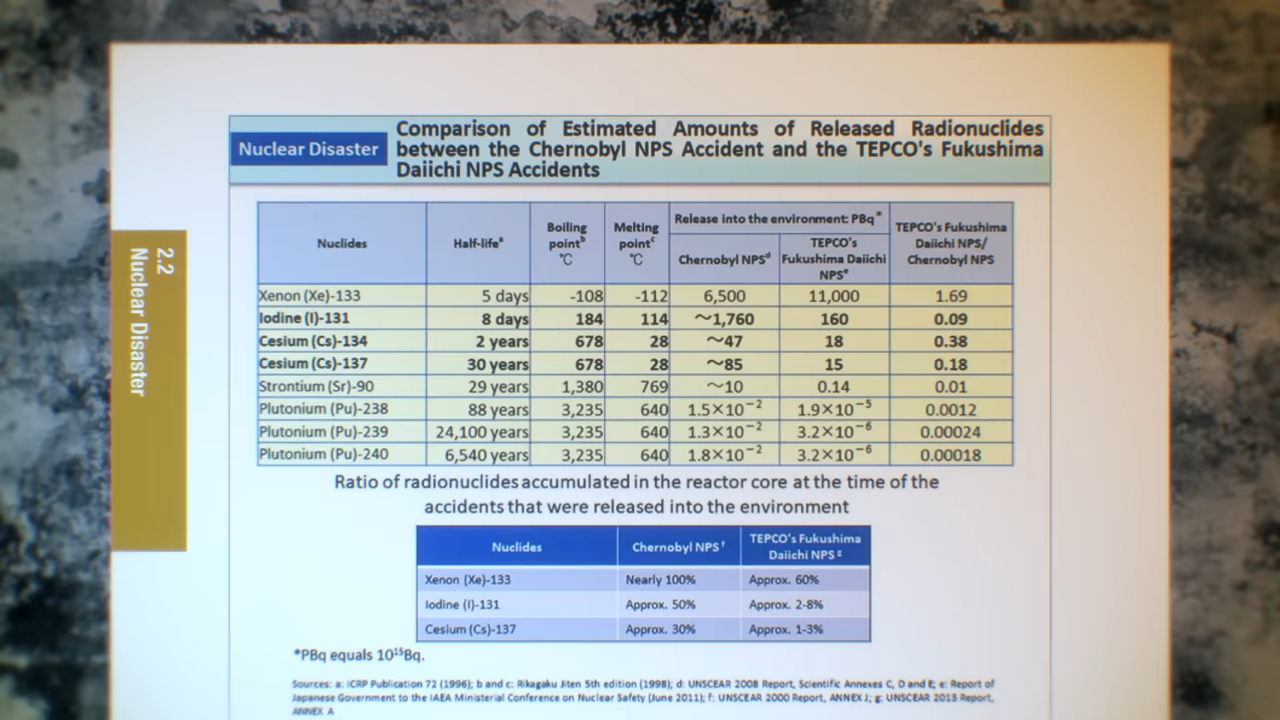 Nuclear Disaster
Comparison of Estimated Amounts of Released Radionuclides
between the Chernobyl NPS Accident and the TEPCO's Fukushima
Daiichi NPS Accidents
2.2
Nuclear Disaster
Nuclides Half-lifeᵃ Boiling pointᵇ ℃ Melting pointᶜ ℃ Release into the environment: PBq* TEPCO's Fukushima Daiichi NPS/ Chernobyl NPS
Chernobyl NPSᵈ TEPCO's Fukushima Daiichi NPSᵉ
Xenon (Xe)-133 5 days -108 -112 6,500 11,000 1.69
Iodine (I)-131 8 days 184 114 ～1,760 160 0.09
Cesium (Cs)-134 2 years 678 28 ～47 18 0.38
Cesium (Cs)-137 30 years 678 28 ～85 15 0.18
Strontium (Sr)-90 29 years 1,380 769 ～10 0.14 0.01
Plutonium (Pu)-238 88 years 3,235 640 1.5×10⁻² 1.9×10⁻⁵ 0.0012
Plutonium (Pu)-239 24,100 years 3,235 640 1.3×10⁻² 3.2×10⁻⁶ 0.00024
Plutonium (Pu)-240 6,540 years 3,235 640 1.8×10⁻² 3.2×10⁻⁶ 0.00018
Ratio of radionuclides accumulated in the reactor core at the time of the
accidents that were released into the environment
Nuclides Chernobyl NPS ᶠ TEPCO's Fukushima Daiichi NPS ᵍ
Xenon (Xe)-133 Nearly 100% Approx. 60%
Iodine (I)-131 Approx. 50% Approx. 2-8%
Cesium (Cs)-137 Approx. 30% Approx. 1-3%
*PBq equals 10¹⁵Bq.
Sources: a: ICRP Publication 72 (1996); b and c: Rikagaku Jiten 5th edition (1998); d: UNSCEAR 2008 Report, Scientific Annexes C, D and E; e: Report of
Japanese Government to the IAEA Ministerial Conference on Nuclear Safety (June 2011); f: UNSCEAR 2000 Report, ANNEX J; g: UNSCEAR 2013 Report,
ANNEX A